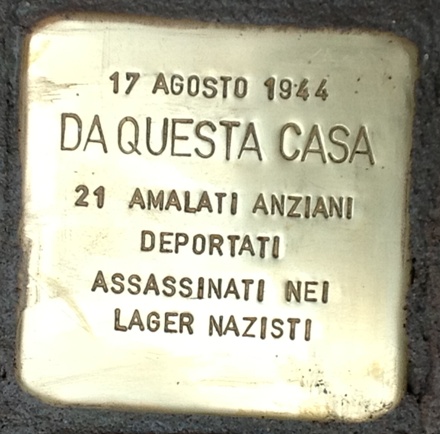 17 AGOSTO 1944
DA QUESTA CASA
21 AMALATI ANZIANI
DEPORTATI
ASSASSINATI NEI
LAGER NAZISTI